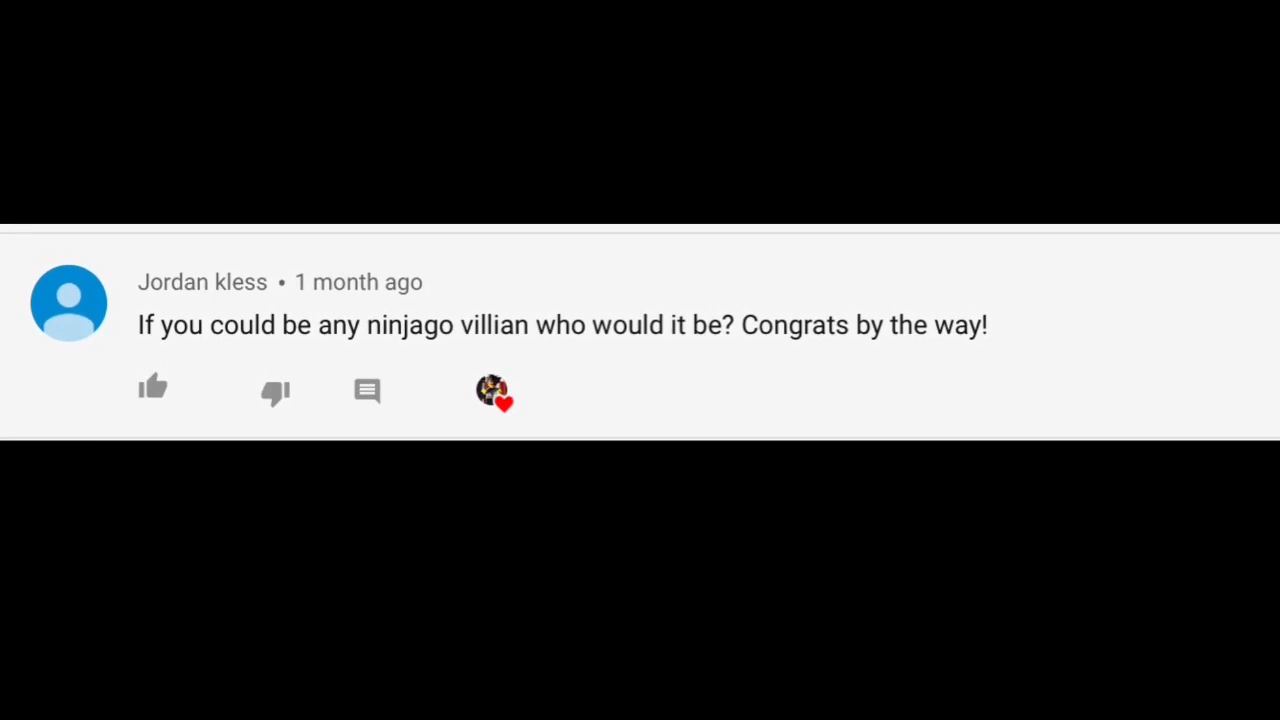 Jordan kless • 1 month ago
If you could be any ninjago villian who would it be? Congrats by the way!